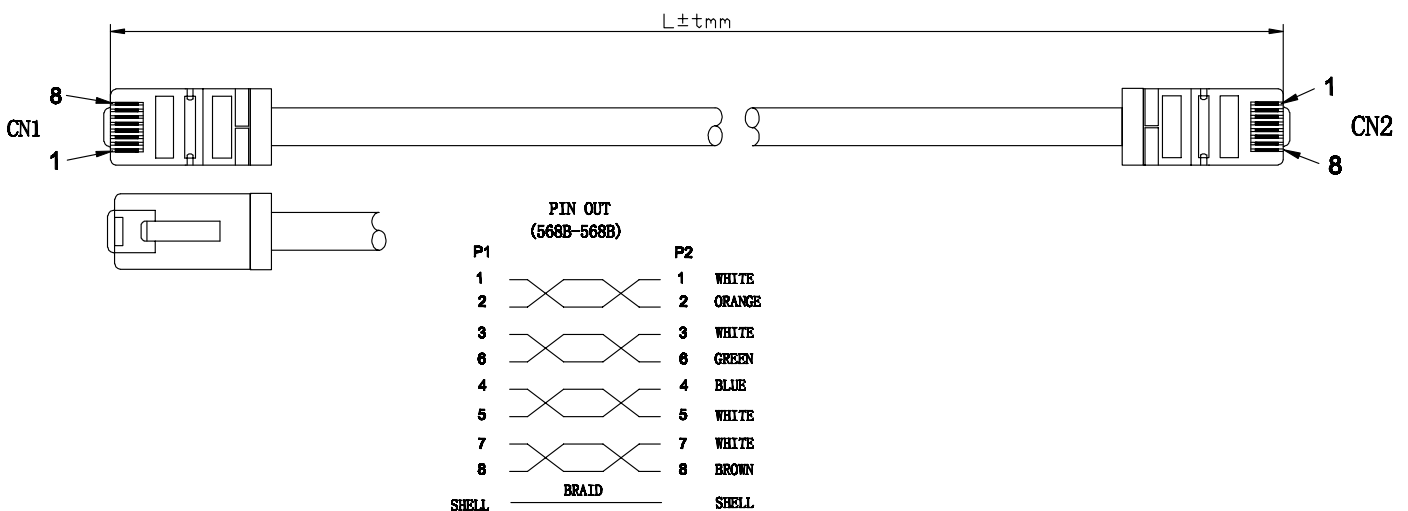 L±tmm
8
1
CN1
CN2
1
8
PIN OUT
(568B-568B)
P1 P2
1 1 WHITE
2 2 ORANGE
3 3 WHITE
6 6 GREEN
4 4 BLUE
5 5 WHITE
7 7 WHITE
8 8 BROWN
BRAID
SHELL SHELL